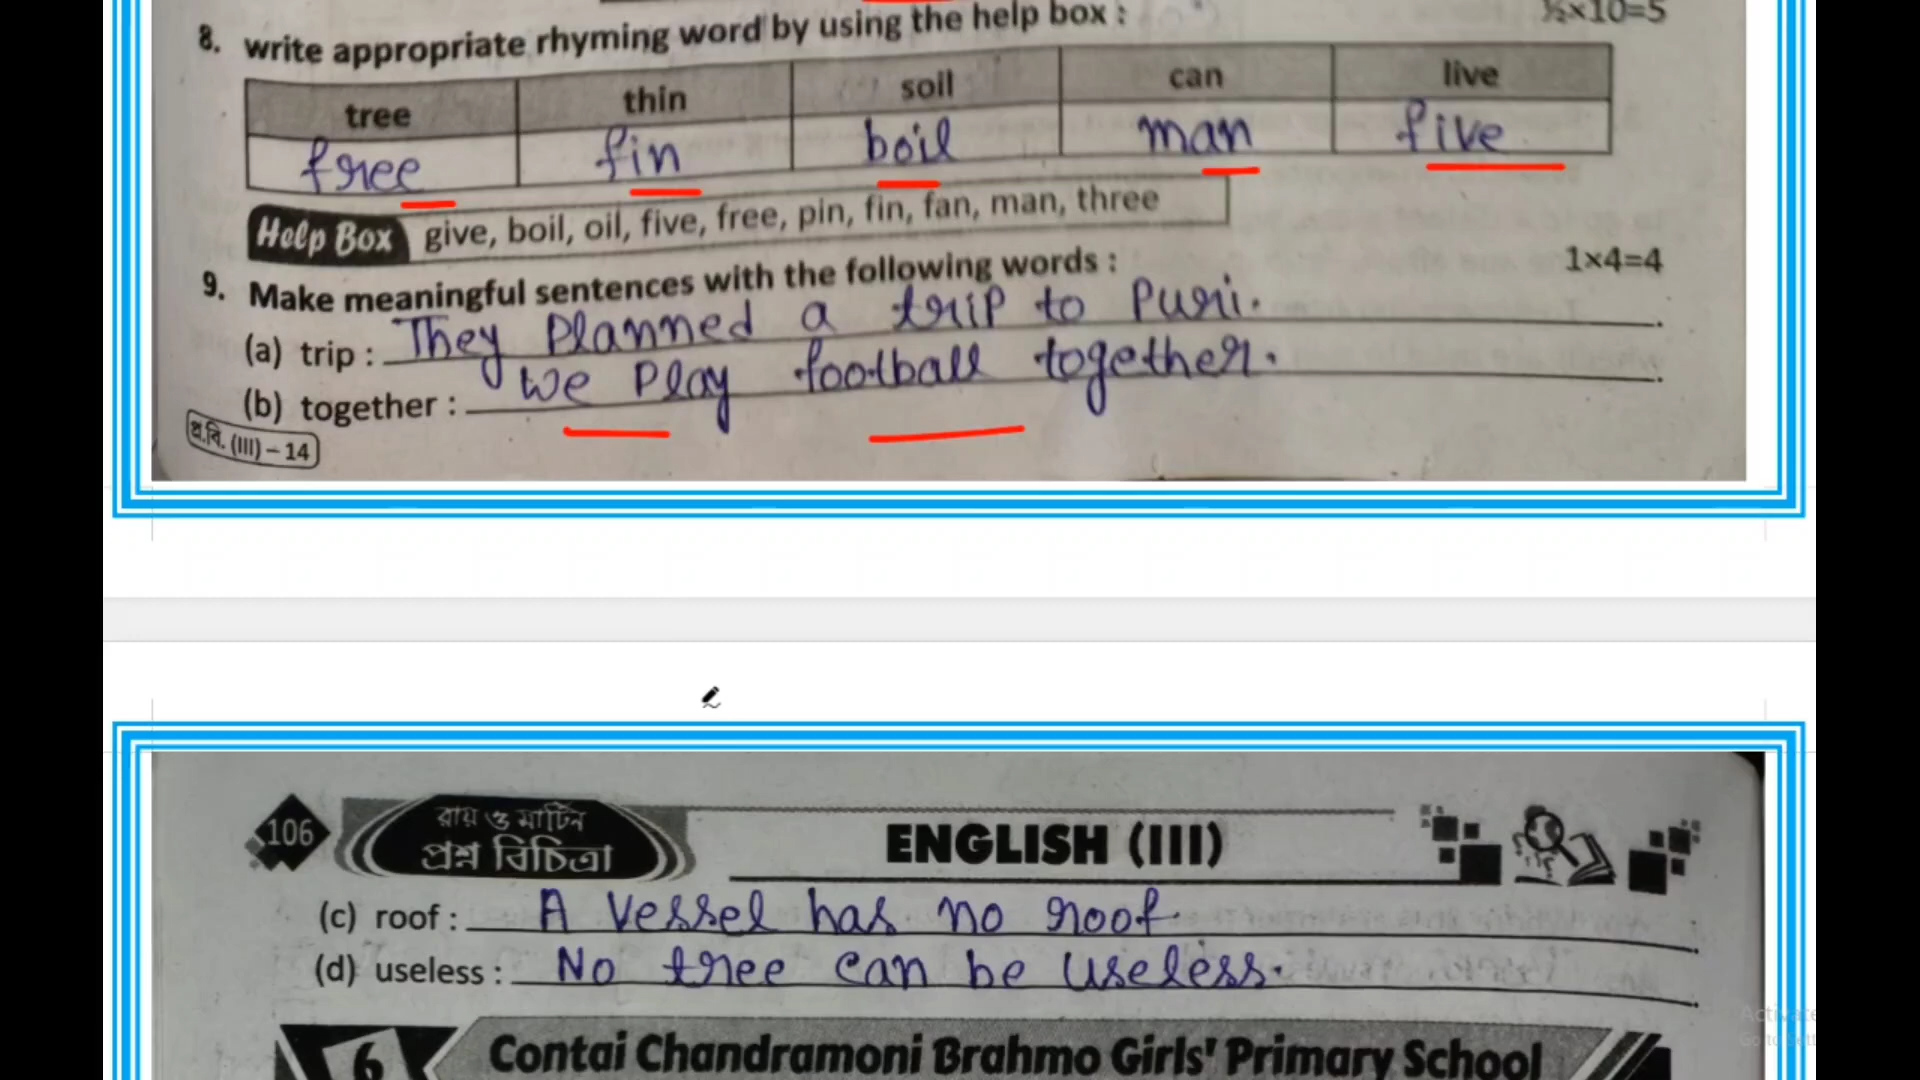 8. write appropriate rhyming word by using the help box : ½×10=5
tree thin soil can live
free fin boil man five
Help Box give, boil, oil, five, free, pin, fin, fan, man, three
9. Make meaningful sentences with the following words : 1×4=4
(a) trip : They Planned a trip to Puri.
(b) together : We Play football together.
প্র.বি. (III) – 14
106 রায় ও মার্টিন প্রশ্ন বিচিত্রা ENGLISH (III)
(c) roof : A Vessel has no roof.
(d) useless : No tree can be useless.
6 Contai Chandramoni Brahmo Girls' Primary School